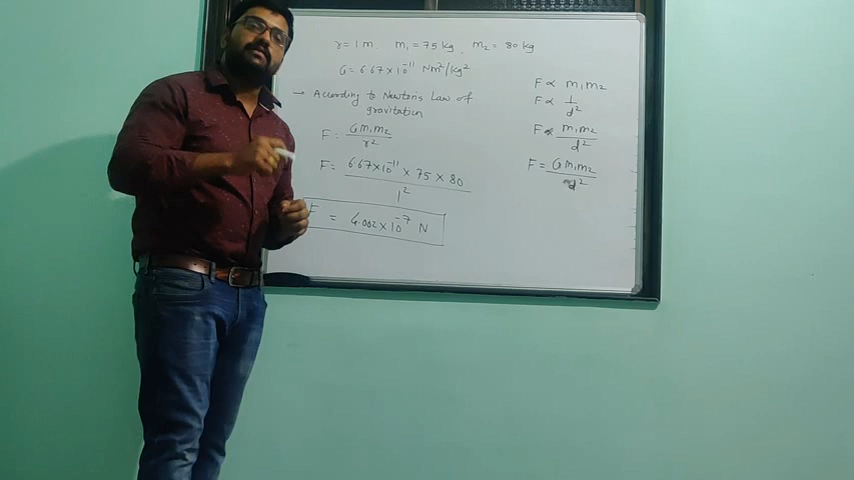 r = 1 m. m₁ = 75 kg, m₂ = 80 kg
G = 6.67×10⁻¹¹ Nm²/kg²
→ According to Newton's Law of
gravitation
F = Gm₁m₂/r²
F = 6.67×10⁻¹¹ × 75 × 80/1²
F = 4.002×10⁻⁷ N
F ∝ m₁m₂
F ∝ 1/d²
F ∝ m₁m₂/d²
F = Gm₁m₂/d²